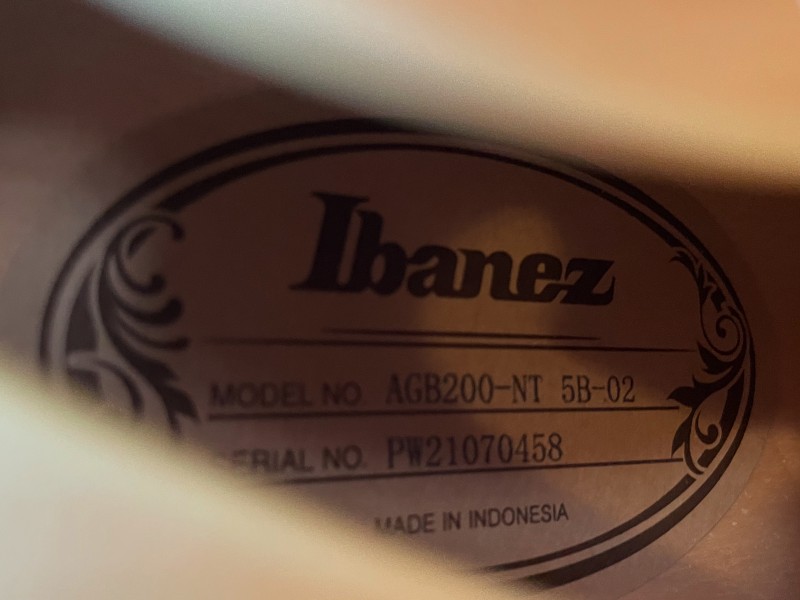 Ibanez
MODEL NO. AGB200-NT 5B-02
SERIAL NO. PW21070458
MADE IN INDONESIA